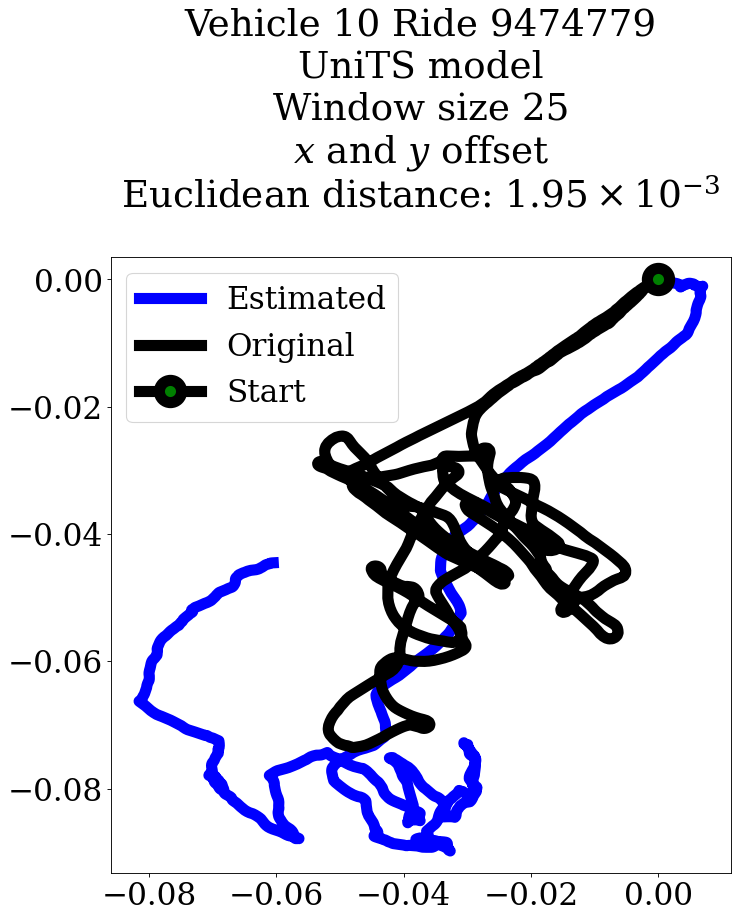 Vehicle 10 Ride 9474779
UniTS model
Window size 25
x and y offset
Euclidean distance: 1.95 × 10⁻³
Estimated
Original
Start
0.00
−0.02
−0.04
−0.06
−0.08
−0.08 −0.06 −0.04 −0.02 0.00